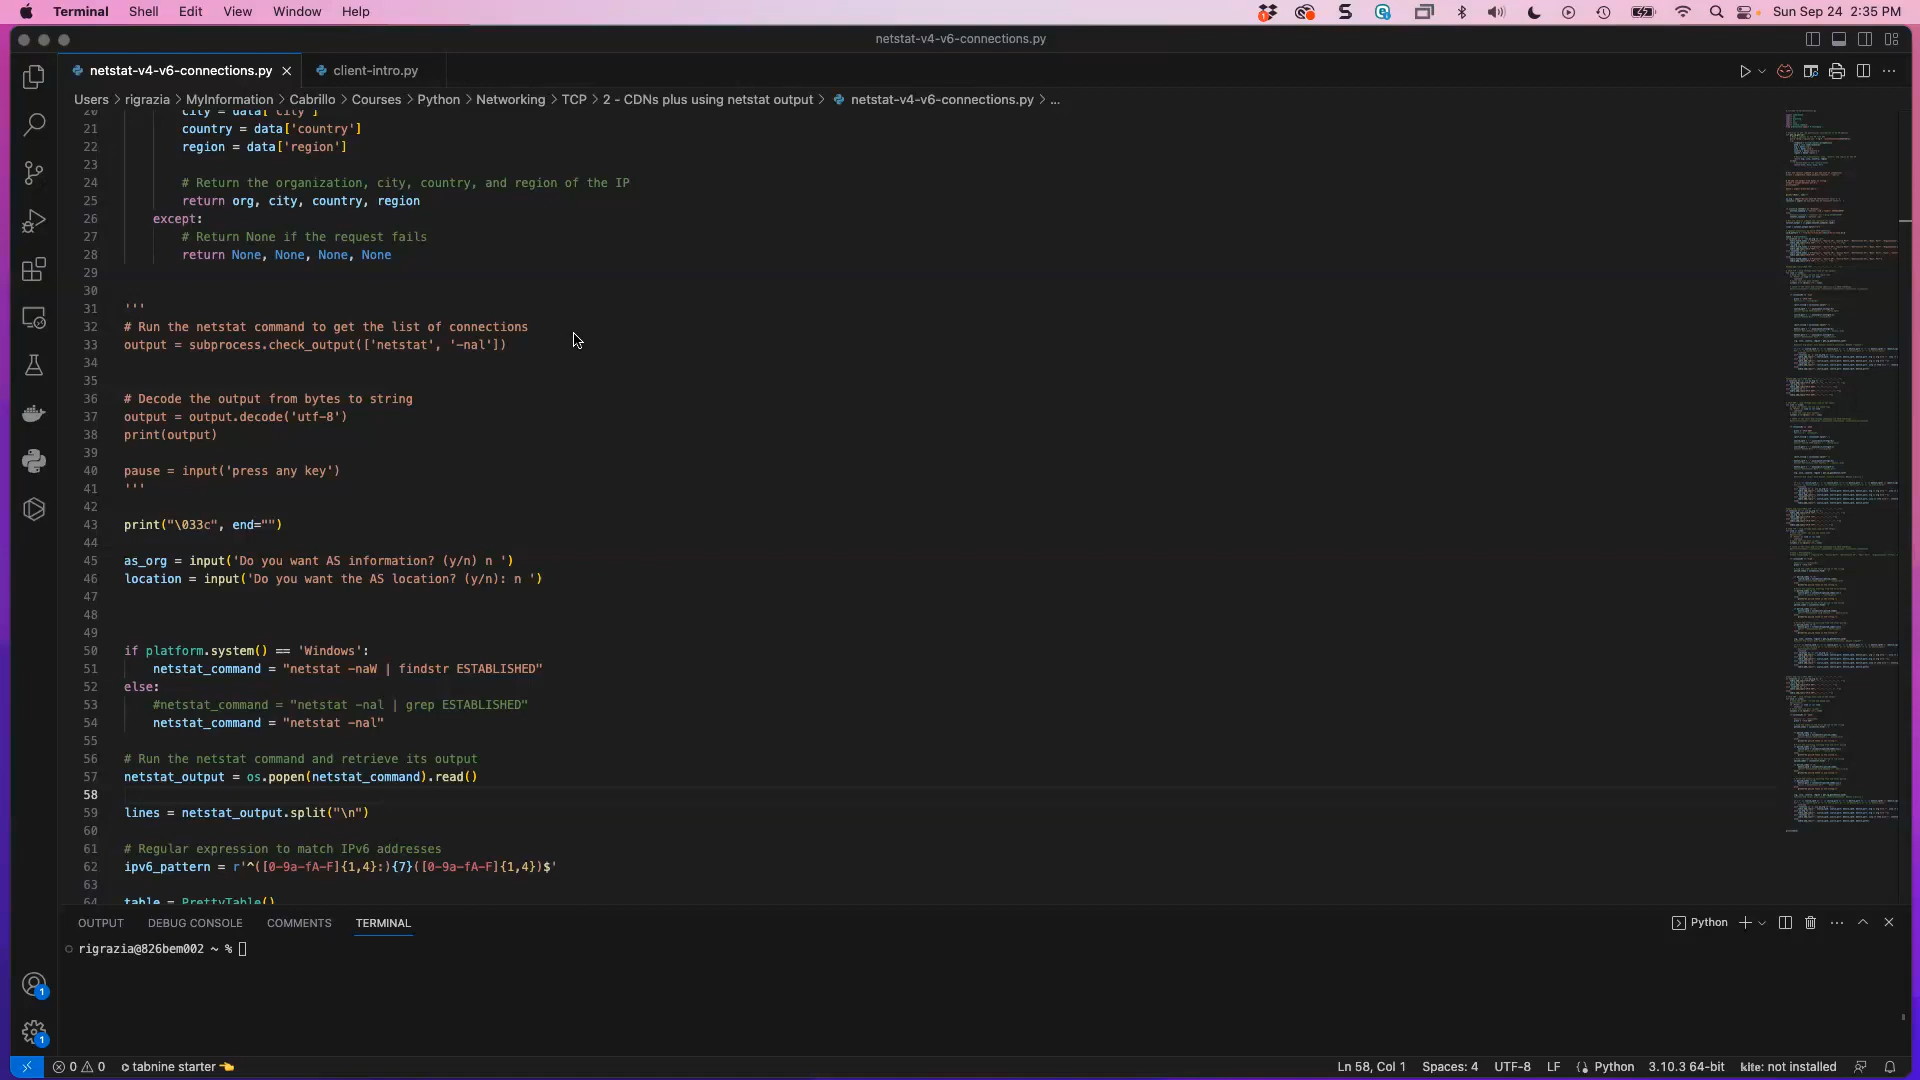 Terminal Shell Edit View Window Help Sun Sep 24 2:35 PM
netstat-v4-v6-connections.py
netstat-v4-v6-connections.py client-intro.py
Users > rigrazia > MyInformation > Cabrillo > Courses > Python > Networking > TCP > 2 - CDNs plus using netstat output > netstat-v4-v6-connections.py > ...
20 city = data['city']
21 country = data['country']
22 region = data['region']
23
24 # Return the organization, city, country, and region of the IP
25 return org, city, country, region
26 except:
27 # Return None if the request fails
28 return None, None, None, None
29
30
31 '''
32 # Run the netstat command to get the list of connections
33 output = subprocess.check_output(['netstat', '-nal'])
34
35
36 # Decode the output from bytes to string
37 output = output.decode('utf-8')
38 print(output)
39
40 pause = input('press any key')
41 '''
42
43 print("\033c", end="")
44
45 as_org = input('Do you want AS information? (y/n) n ')
46 location = input('Do you want the AS location? (y/n): n ')
47
48
49
50 if platform.system() == 'Windows':
51 netstat_command = "netstat -naW | findstr ESTABLISHED"
52 else:
53 #netstat_command = "netstat -nal | grep ESTABLISHED"
54 netstat_command = "netstat -nal"
55
56 # Run the netstat command and retrieve its output
57 netstat_output = os.popen(netstat_command).read()
58
59 lines = netstat_output.split("\n")
60
61 # Regular expression to match IPv6 addresses
62 ipv6_pattern = r'^([0-9a-fA-F]{1,4}:){7}([0-9a-fA-F]{1,4})$'
63
64 table = PrettyTable()
OUTPUT DEBUG CONSOLE COMMENTS TERMINAL Python
rigrazia@826bem002 ~ %
1
1
0 0 tabnine starter Ln 58, Col 1 Spaces: 4 UTF-8 LF Python 3.10.3 64-bit kite: not installed